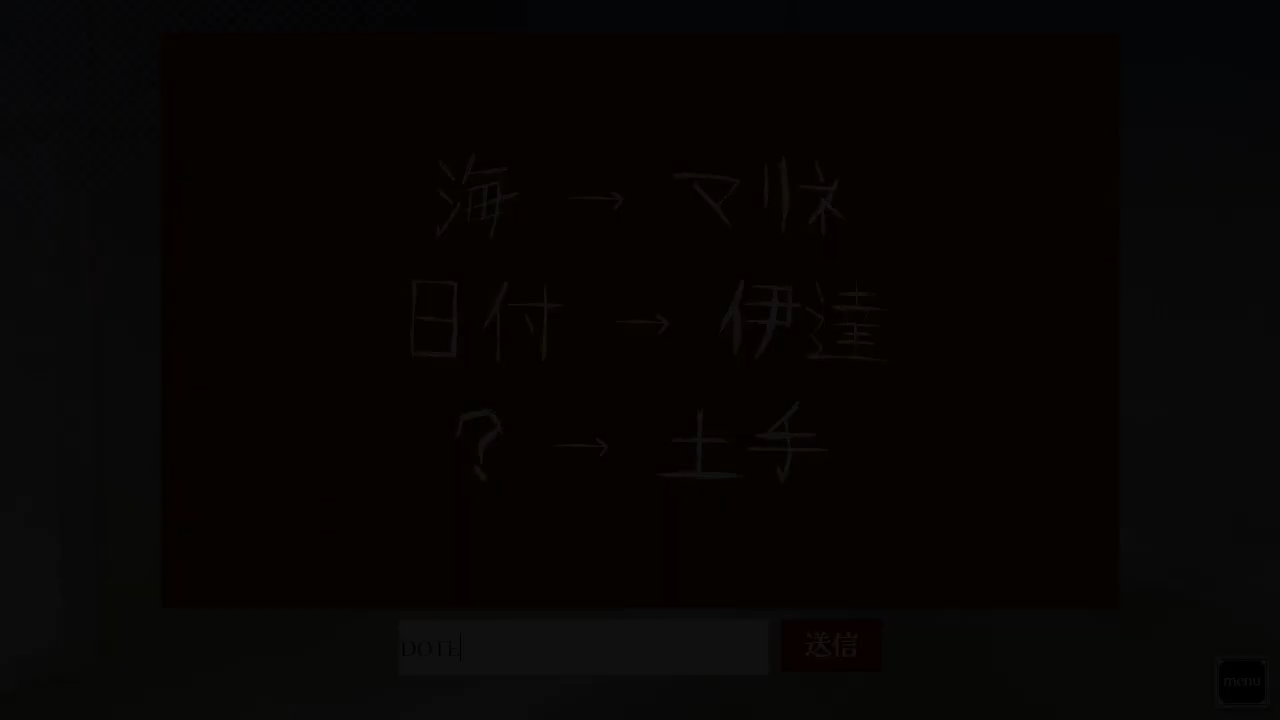 海 → マリネ
日付 → 伊達
? → 土手
DOTE
送信
menu